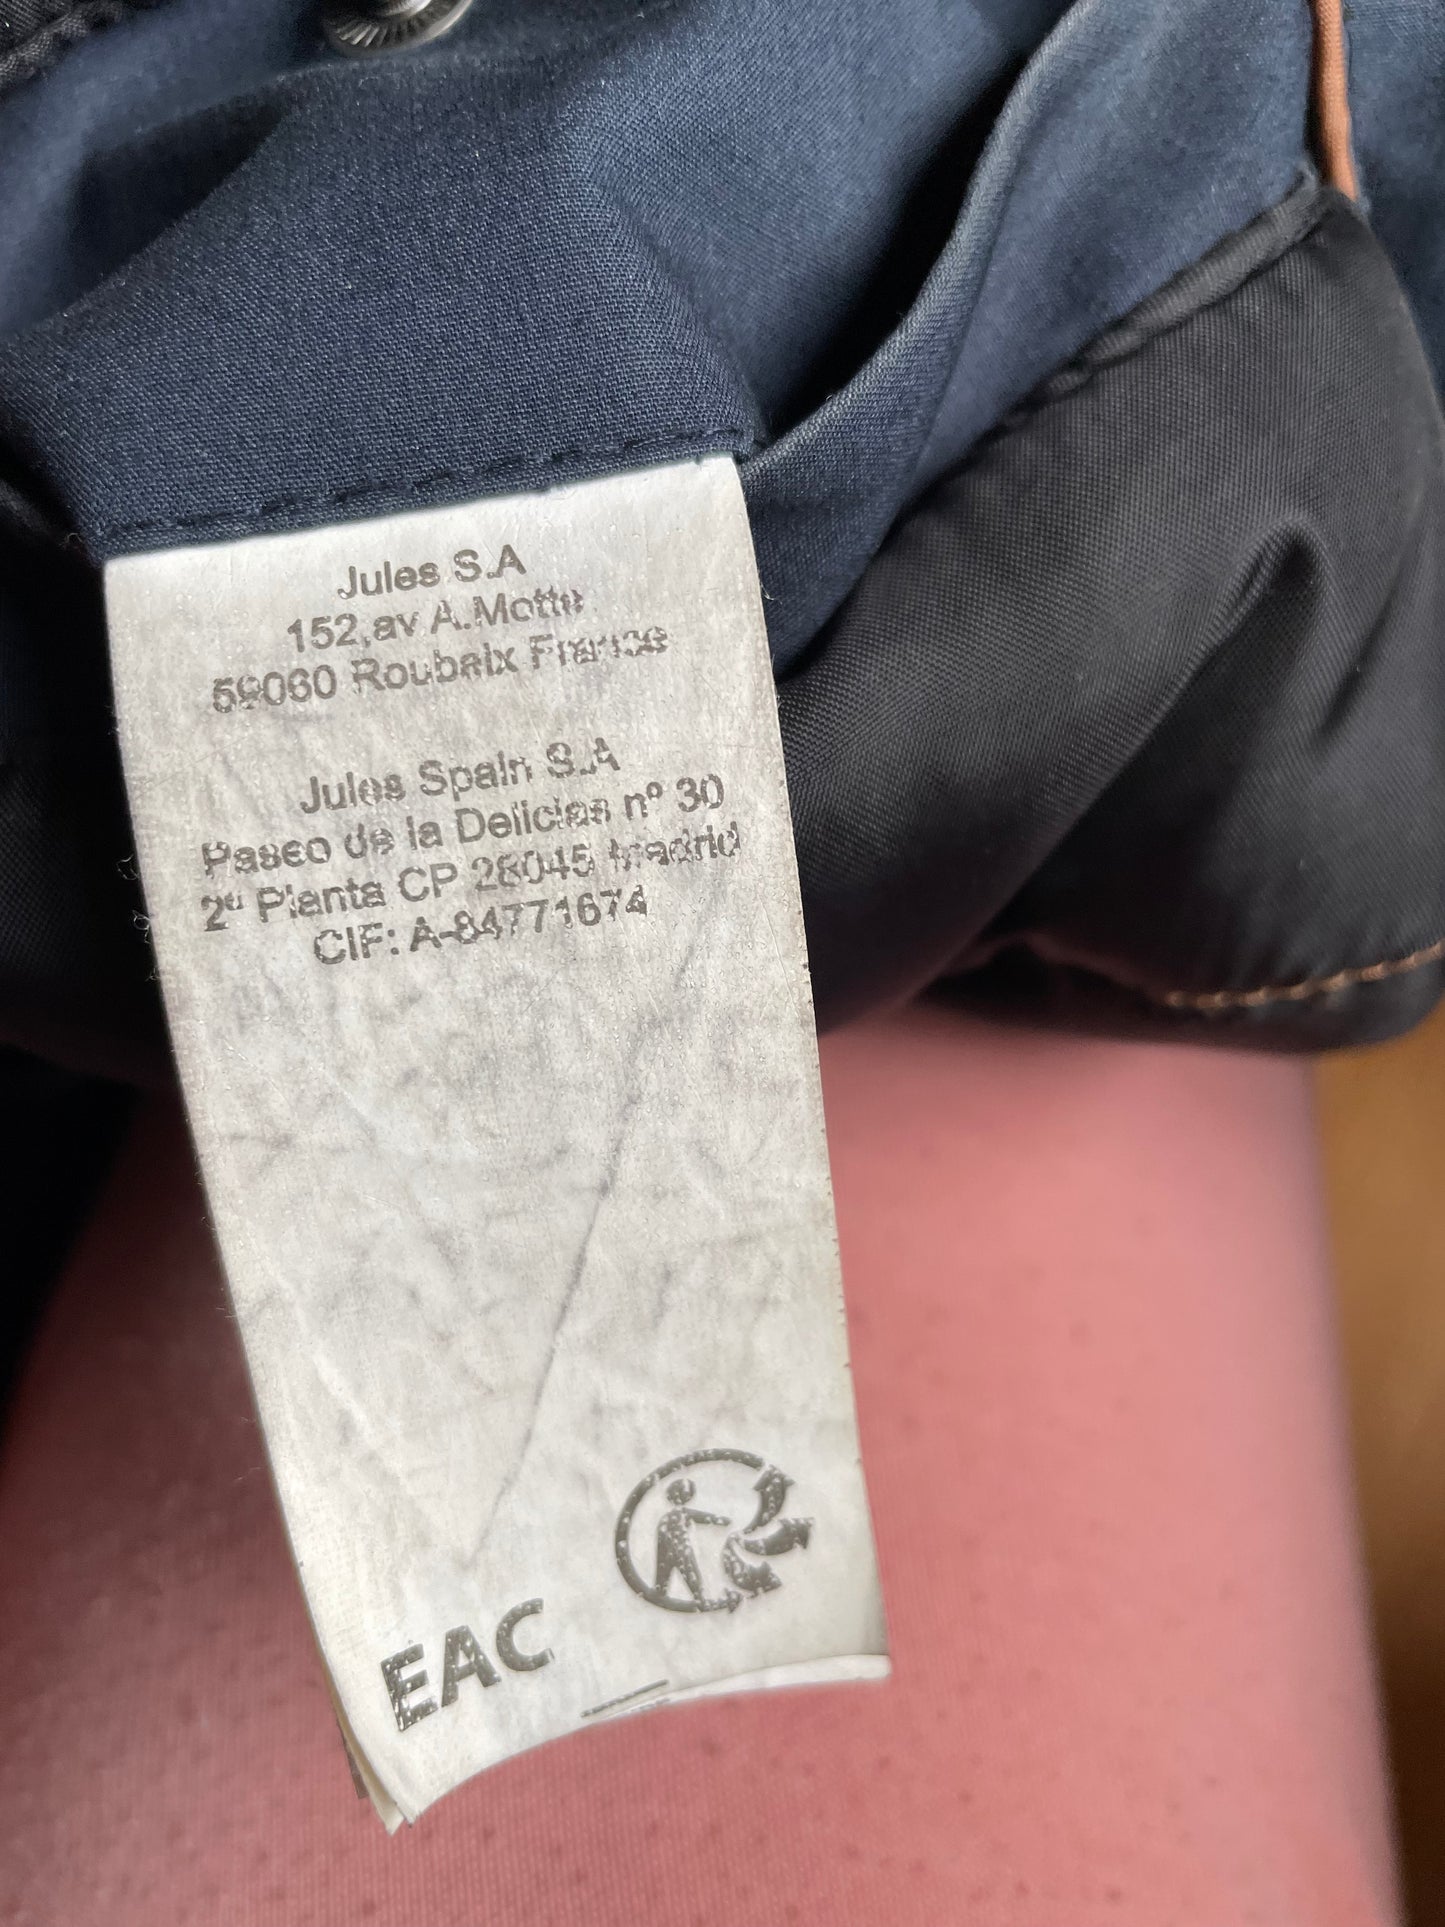 Jules S.A
152,av A.Motte
59060 Roubaix France
Jules Spain S.A
Paseo de la Delicias nº 30
2ª Planta CP 28045 Madrid
CIF: A-84771674
EAC